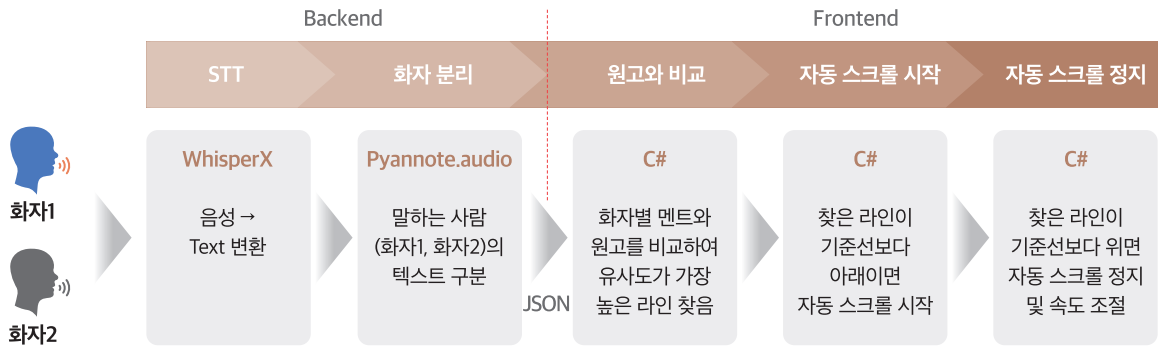 Backend
Frontend
STT
화자 분리
원고와 비교
자동 스크롤 시작
자동 스크롤 정지
화자1
화자2
WhisperX
음성 →
Text 변환
Pyannote.audio
말하는 사람
(화자1, 화자2)의
텍스트 구분
JSON
C#
화자별 멘트와
원고를 비교하여
유사도가 가장
높은 라인 찾음
C#
찾은 라인이
기준선보다
아래이면
자동 스크롤 시작
C#
찾은 라인이
기준선보다 위면
자동 스크롤 정지
및 속도 조절